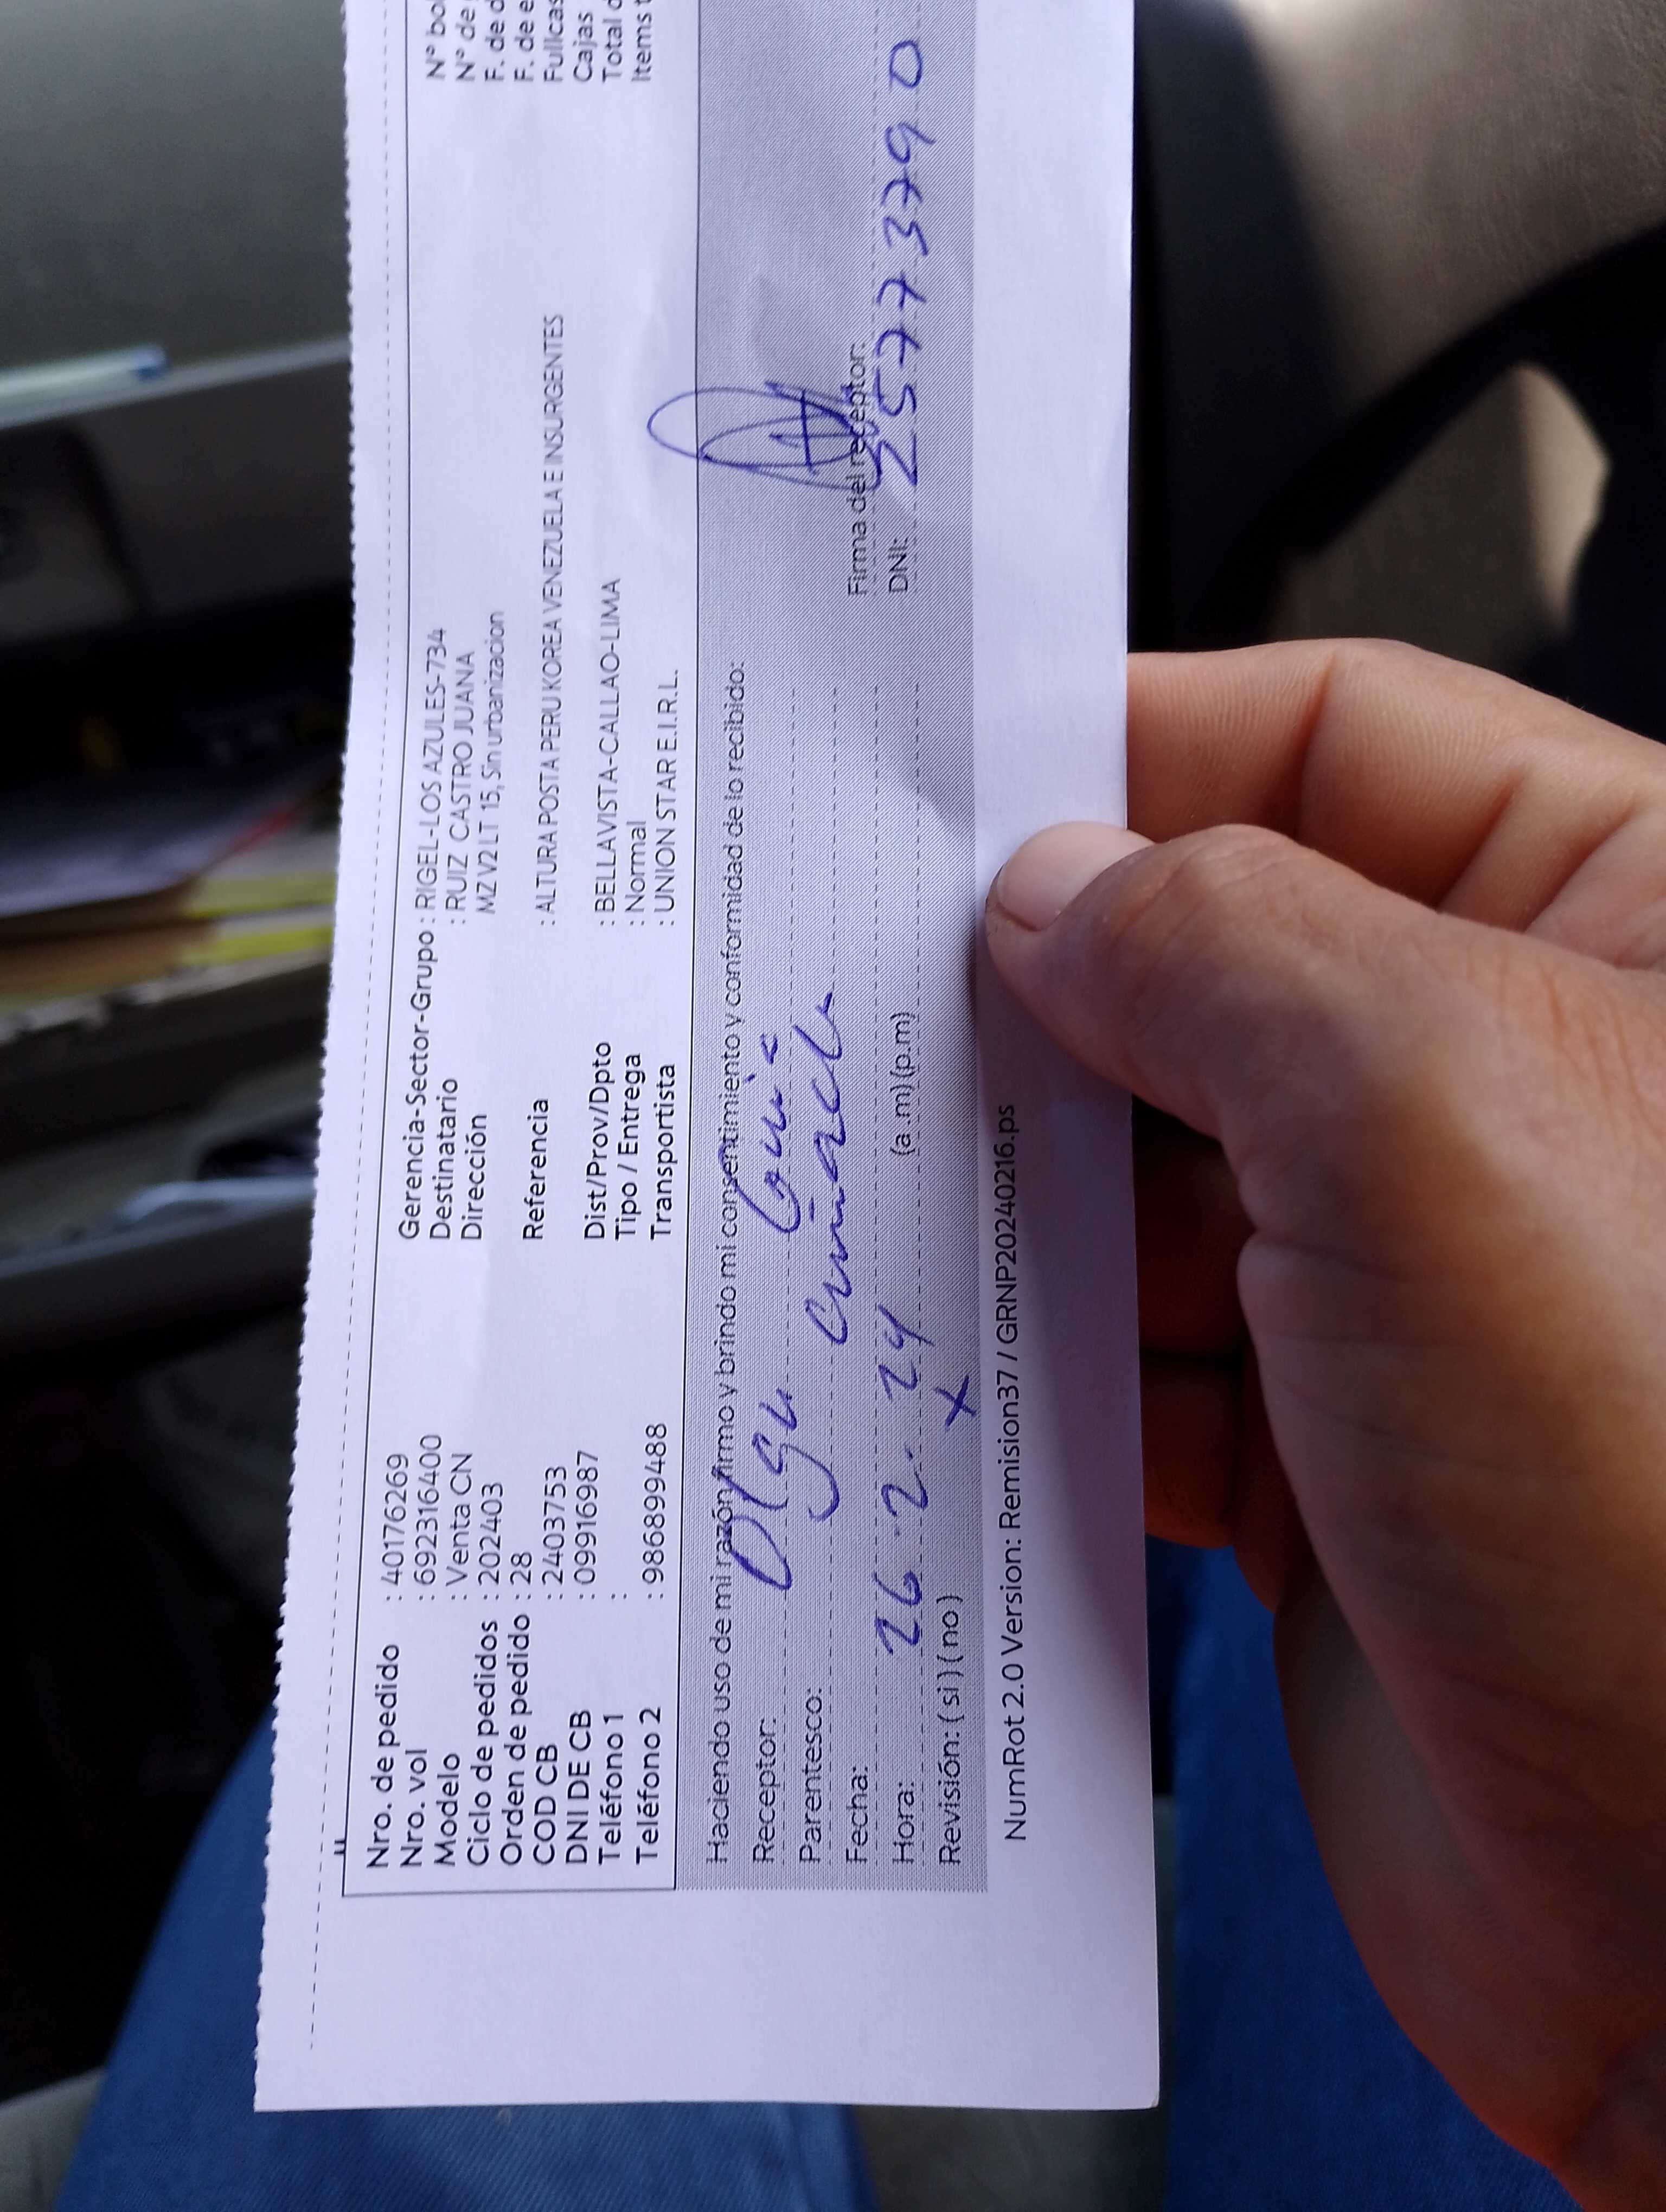 Nro. de pedido : 40176269
Nro. vol : 692316400
Modelo : Venta CN
Ciclo de pedidos : 202403
Orden de pedido : 28
COD CB : 2403753
DNI DE CB : 09916987
Teléfono 1 :
Teléfono 2 : 986899488
Gerencia-Sector-Grupo : RIGEL-LOS AZULES-734
Destinatario : RUIZ CASTRO JUANA
Dirección MZ V2 LT 15, Sin urbanizacion
Referencia : ALTURA POSTA PERU KOREA VENEZUELA E INSURGENTES
Dist/Prov/Dpto : BELLAVISTA-CALLAO-LIMA
Tipo / Entrega : Normal
Transportista : UNION STAR E.I.R.L.
N° bo
N° de
F. de d
F. de e
Fullcas
Cajas
Total d
Items t
Haciendo uso de mi razón firmo y brindo mi consentimiento y conformidad de lo recibido:
Receptor: Olga
Parentesco: Cuñada
Fecha: 26.2.24
Hora: (a.m)(p.m)
Revisión: ( si ) ( no ) X
Firma del receptor:
DNI: 25773790
NumRot 2.0 Version: Remision37 / GRNP20240216.ps